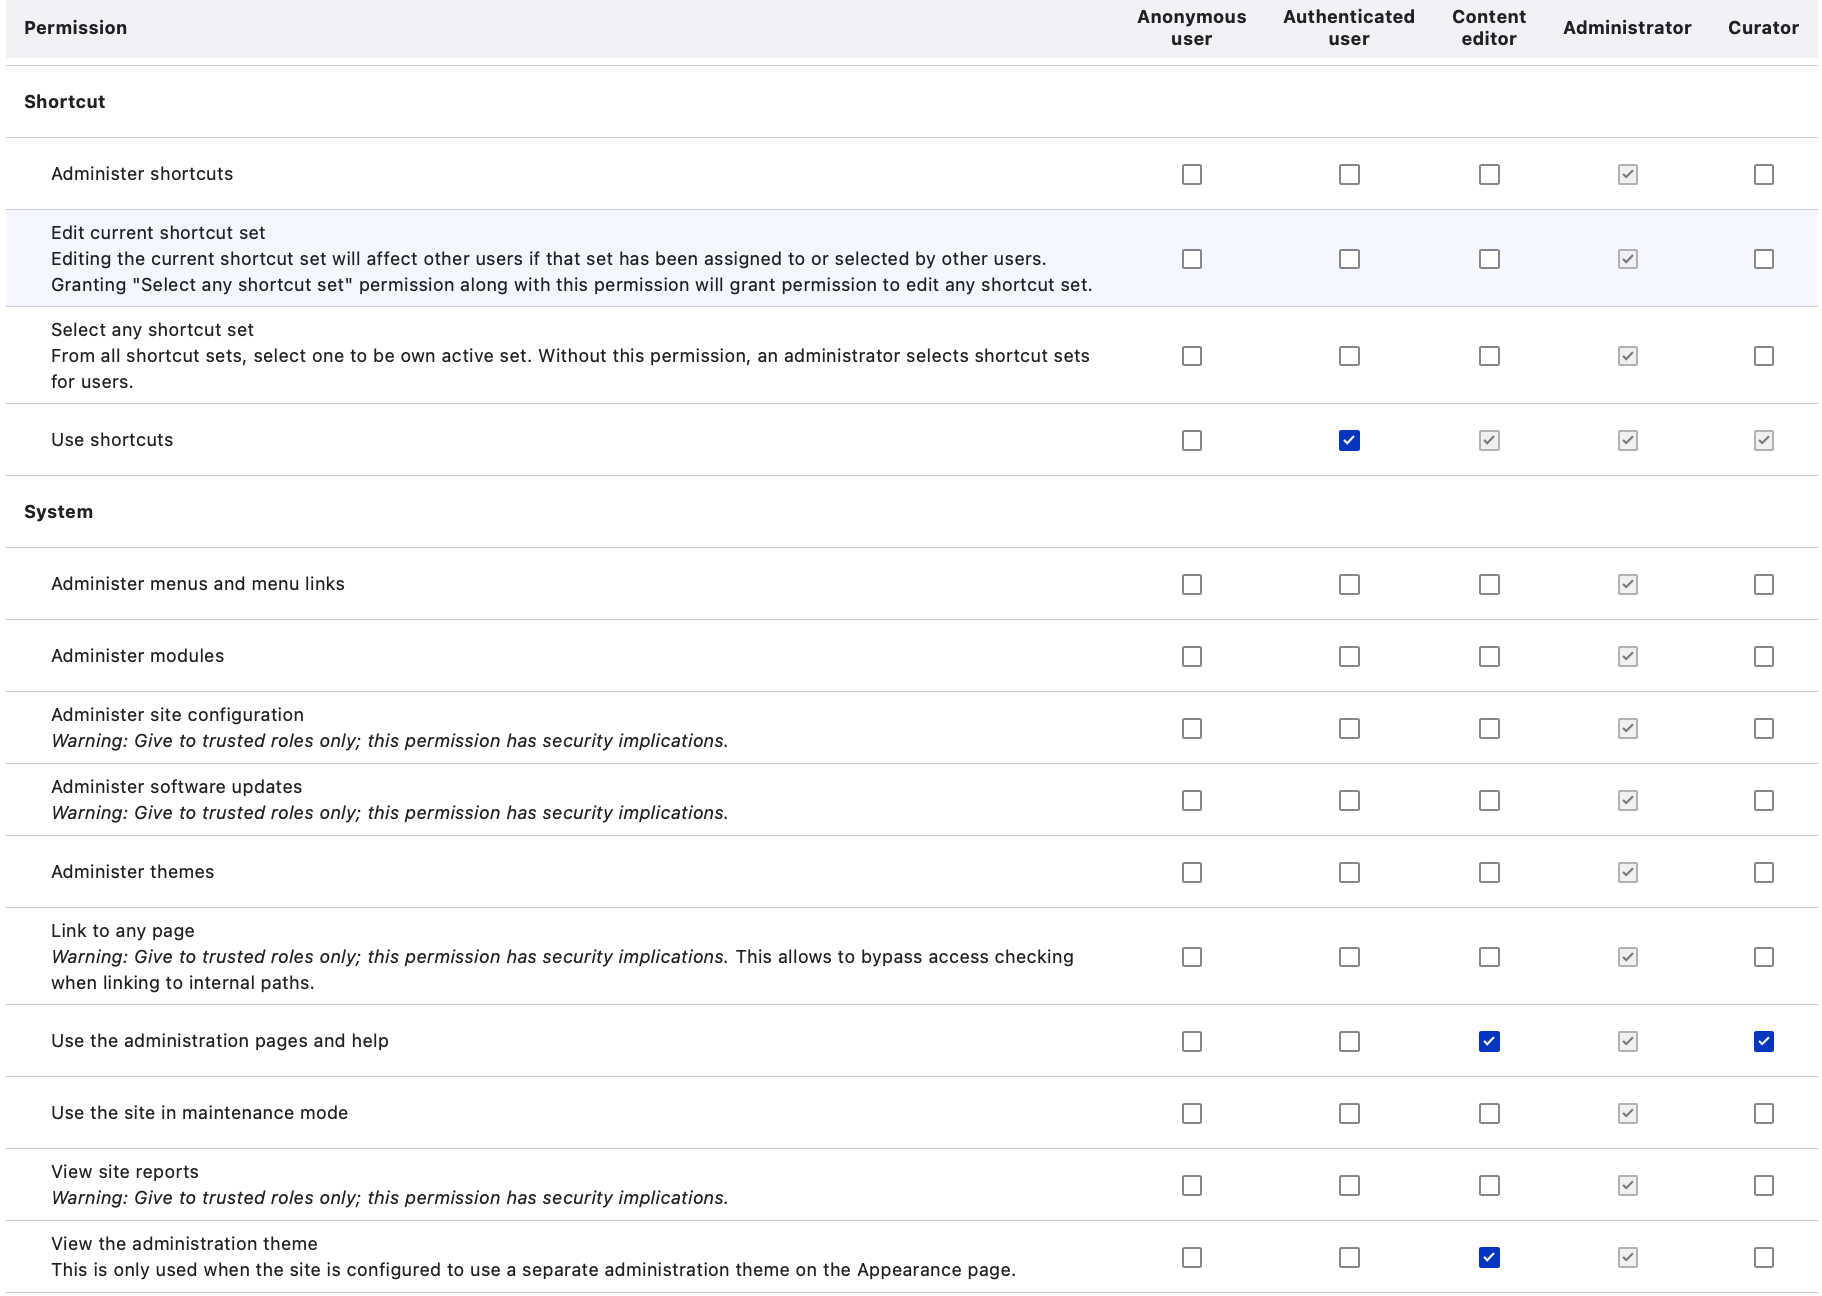 Permission
Anonymous user
Authenticated user
Content editor
Administrator
Curator
Shortcut
Administer shortcuts
Edit current shortcut set
Editing the current shortcut set will affect other users if that set has been assigned to or selected by other users.
Granting "Select any shortcut set" permission along with this permission will grant permission to edit any shortcut set.
Select any shortcut set
From all shortcut sets, select one to be own active set. Without this permission, an administrator selects shortcut sets
for users.
Use shortcuts
System
Administer menus and menu links
Administer modules
Administer site configuration
Warning: Give to trusted roles only; this permission has security implications.
Administer software updates
Warning: Give to trusted roles only; this permission has security implications.
Administer themes
Link to any page
Warning: Give to trusted roles only; this permission has security implications. This allows to bypass access checking
when linking to internal paths.
Use the administration pages and help
Use the site in maintenance mode
View site reports
Warning: Give to trusted roles only; this permission has security implications.
View the administration theme
This is only used when the site is configured to use a separate administration theme on the Appearance page.